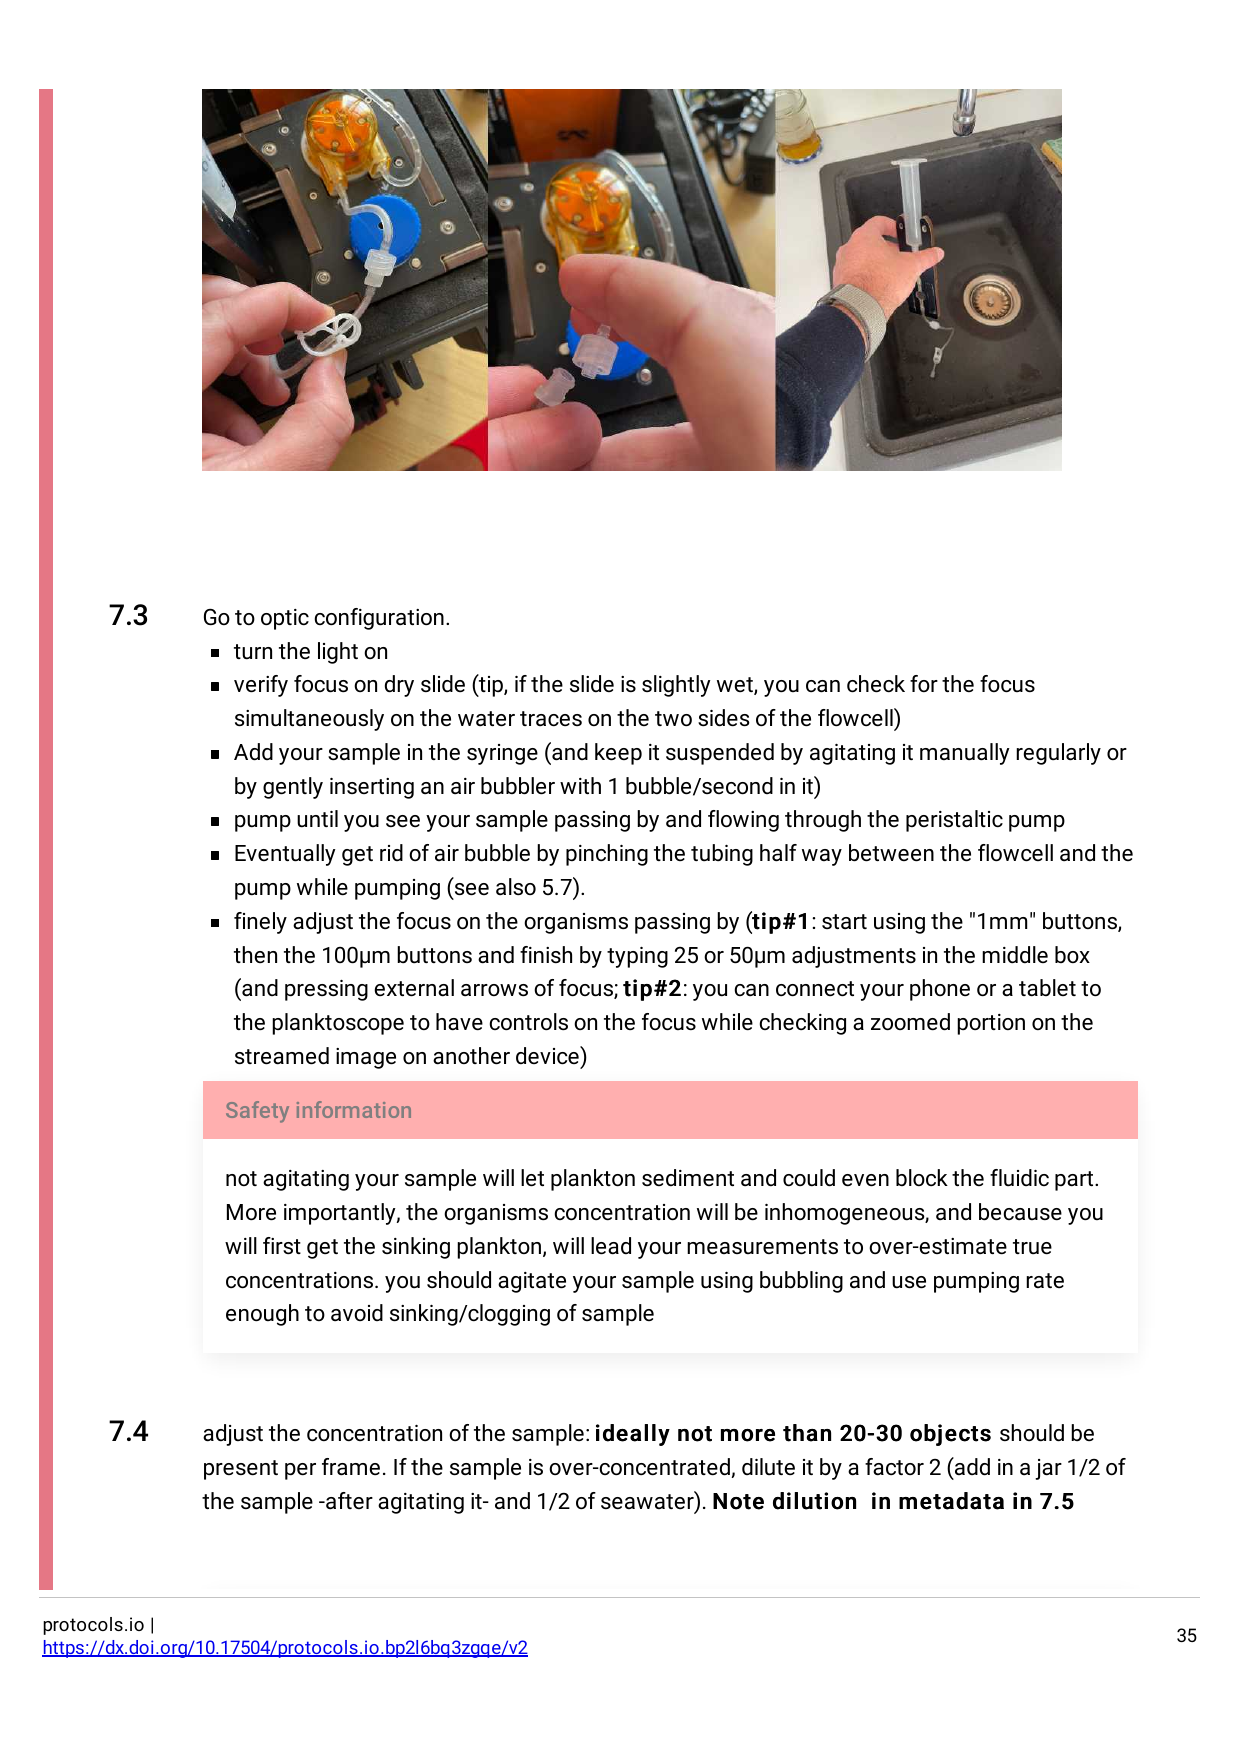 7.3 Go to optic configuration.
▪ turn the light on
▪ verify focus on dry slide (tip, if the slide is slightly wet, you can check for the focus
simultaneously on the water traces on the two sides of the flowcell)
▪ Add your sample in the syringe (and keep it suspended by agitating it manually regularly or
by gently inserting an air bubbler with 1 bubble/second in it)
▪ pump until you see your sample passing by and flowing through the peristaltic pump
▪ Eventually get rid of air bubble by pinching the tubing half way between the flowcell and the
pump while pumping (see also 5.7).
▪ finely adjust the focus on the organisms passing by (tip#1: start using the "1mm" buttons,
then the 100µm buttons and finish by typing 25 or 50µm adjustments in the middle box
(and pressing external arrows of focus; tip#2: you can connect your phone or a tablet to
the planktoscope to have controls on the focus while checking a zoomed portion on the
streamed image on another device)
Safety information
not agitating your sample will let plankton sediment and could even block the fluidic part.
More importantly, the organisms concentration will be inhomogeneous, and because you
will first get the sinking plankton, will lead your measurements to over-estimate true
concentrations. you should agitate your sample using bubbling and use pumping rate
enough to avoid sinking/clogging of sample
7.4 adjust the concentration of the sample: ideally not more than 20-30 objects should be
present per frame. If the sample is over-concentrated, dilute it by a factor 2 (add in a jar 1/2 of
the sample -after agitating it- and 1/2 of seawater). Note dilution  in metadata in 7.5
protocols.io |
https://dx.doi.org/10.17504/protocols.io.bp2l6bq3zgqe/v2
35